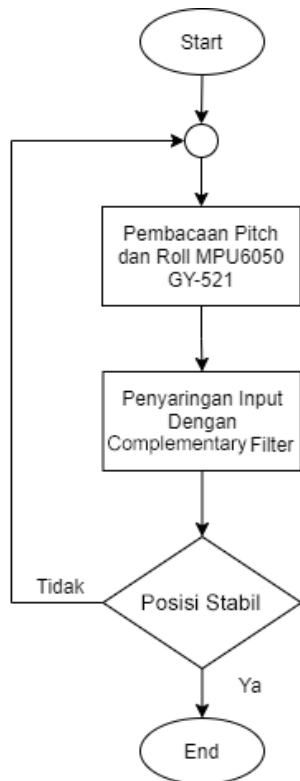 Start
Pembacaan Pitch
dan Roll MPU6050
GY-521
Penyaringan Input
Dengan
Complementary Filter
Tidak
Posisi Stabil
Ya
End